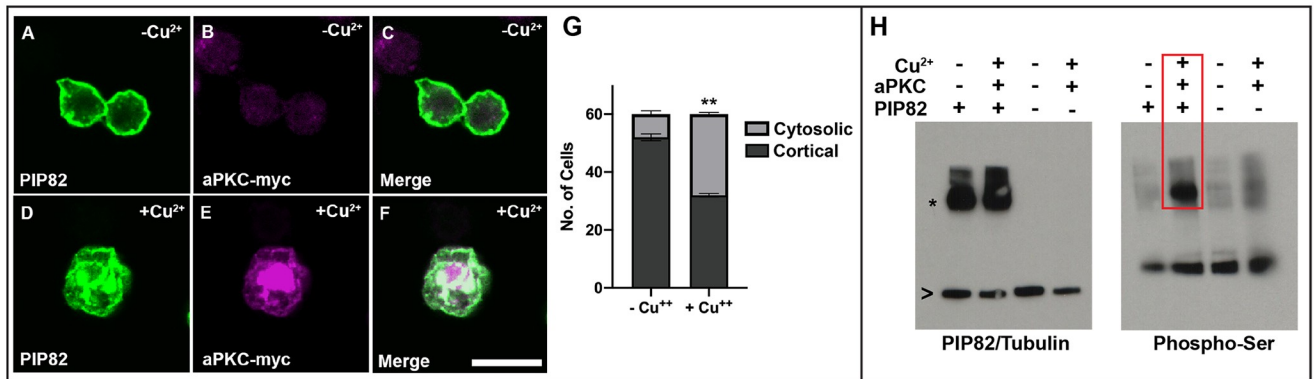 A -Cu²⁺
PIP82
B -Cu²⁺
aPKC-myc
C -Cu²⁺
Merge
D +Cu²⁺
PIP82
E +Cu²⁺
aPKC-myc
F +Cu²⁺
Merge
G
No. of Cells
60
40
20
0
**
- Cu⁺⁺ + Cu⁺⁺
Cytosolic
Cortical
H
Cu²⁺ - + - +
aPKC - + - +
PIP82 + + - -
*
>
PIP82/Tubulin
- + - +
- + - +
+ + - -
Phospho-Ser